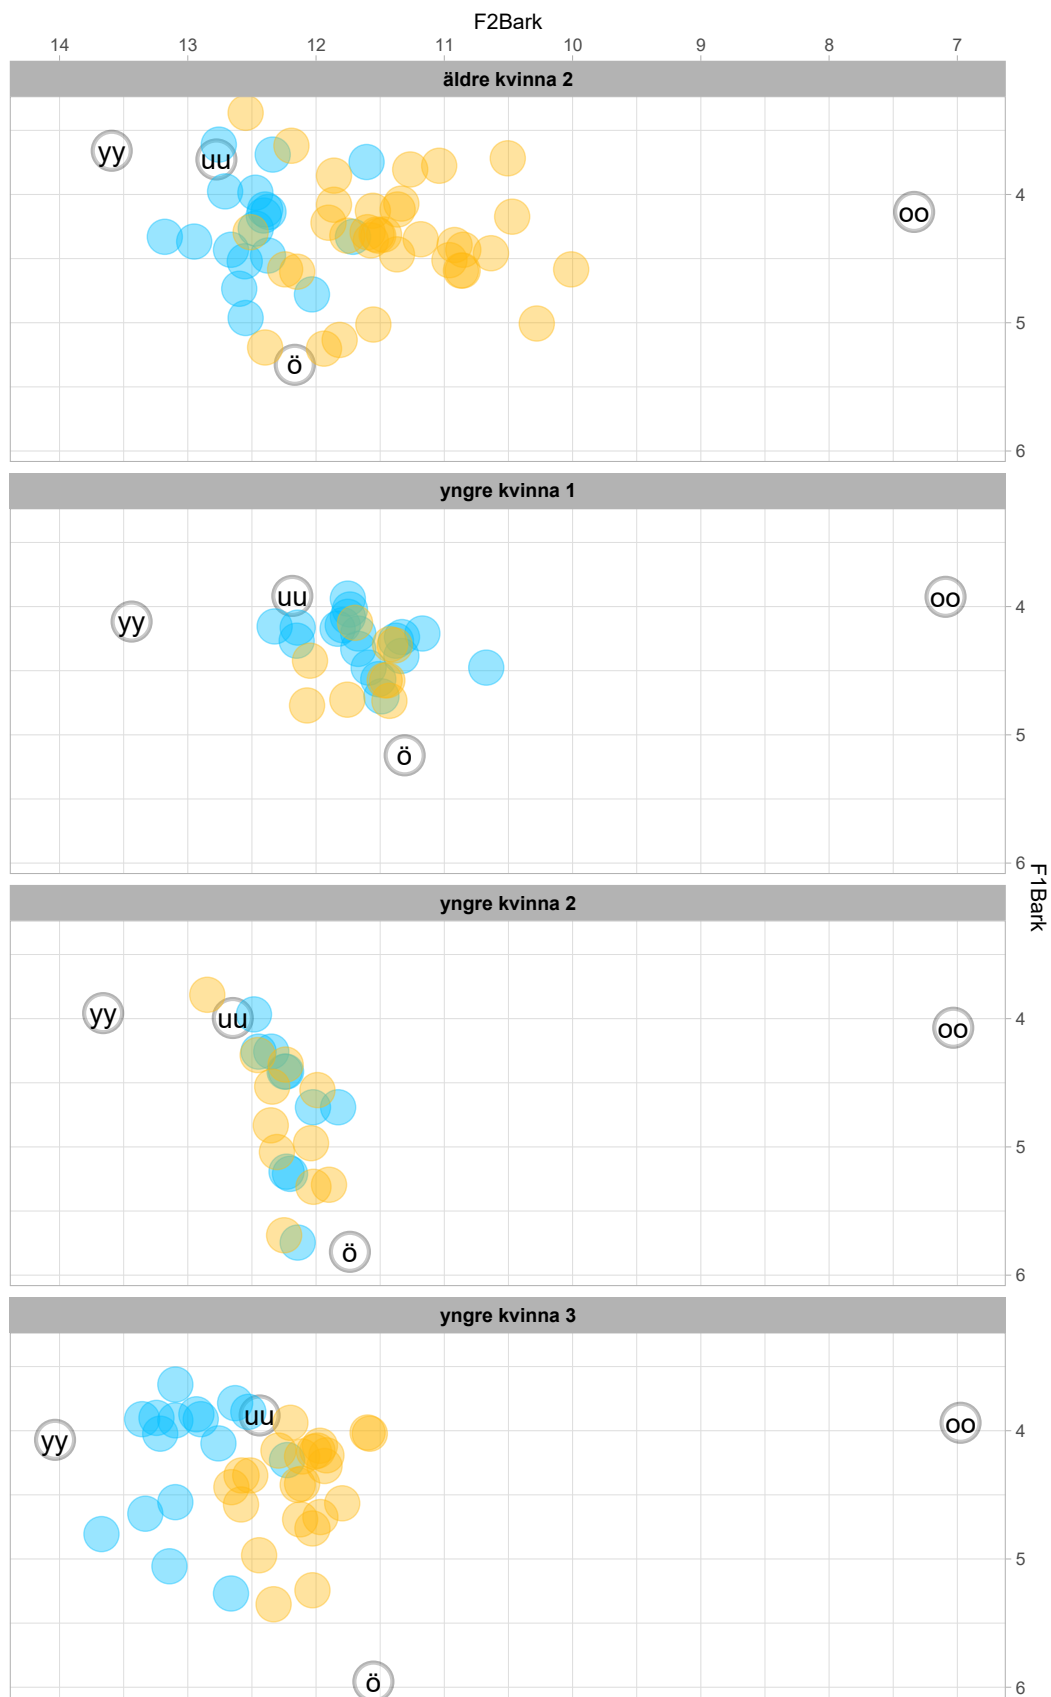 F2Bark
14 13 12 11 10 9 8 7
äldre kvinna 2
yy uu oo ö
4
5
6
yngre kvinna 1
yy uu oo ö
4
5
6
F1Bark
yngre kvinna 2
yy uu oo ö
4
5
6
yngre kvinna 3
yy uu oo ö
4
5
6